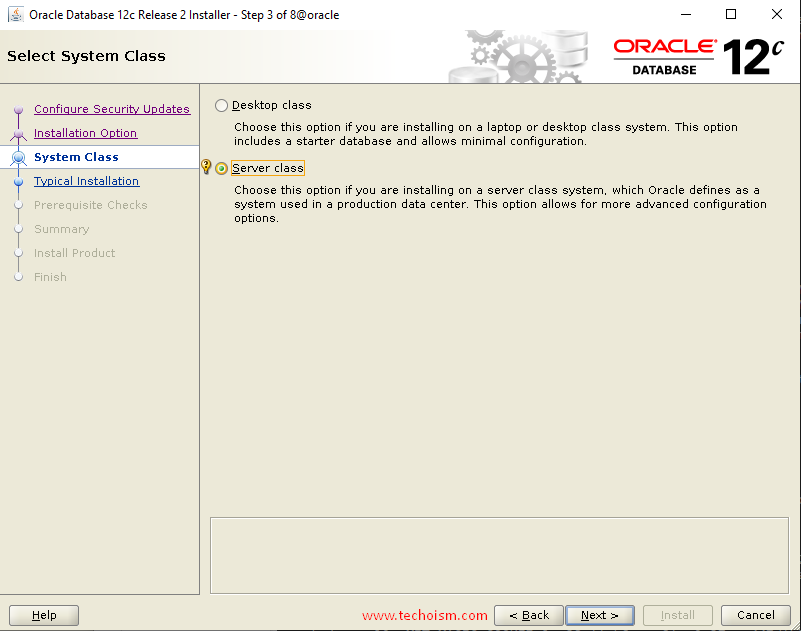 Oracle Database 12c Release 2 Installer - Step 3 of 8@oracle
Select System Class
ORACLE®
DATABASE
12c
Configure Security Updates
Installation Option
System Class
Typical Installation
Prerequisite Checks
Summary
Install Product
Finish
Desktop class
Choose this option if you are installing on a laptop or desktop class system. This option
includes a starter database and allows minimal configuration.
Server class
Choose this option if you are installing on a server class system, which Oracle defines as a
system used in a production data center. This option allows for more advanced configuration
options.
Help
www.techoism.com
< Back
Next >
Install
Cancel